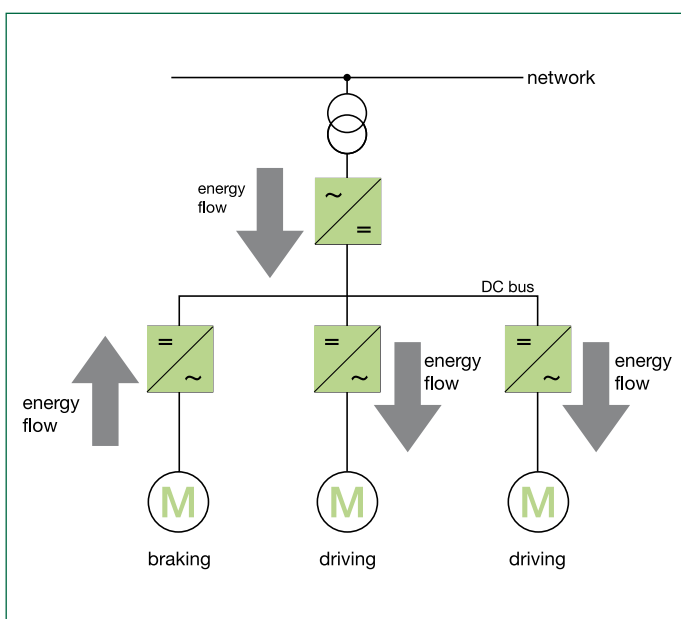 network
energy
flow
~
=
DC bus
=
~
=
~
=
~
energy
flow
energy
flow
energy
flow
M
M
M
braking
driving
driving